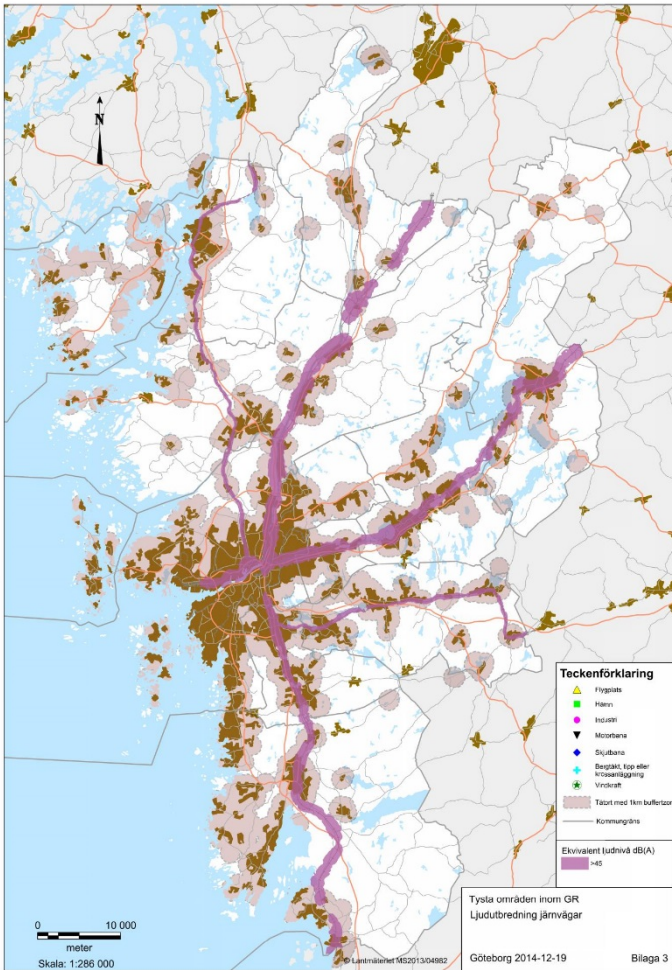 N
Teckenförklaring
Flygplats
Hamn
Industri
Motorbana
Skjutbana
Bergtäkt, tipp eller
krossanläggning
Vindkraft
Tätort med 1km buffertzon
Kommungräns
Ekvivalent ljudnivå dB(A)
>45
0 10 000
meter
Skala: 1:286 000
© Lantmäteriet MS2013/04982
Tysta områden inom GR
Ljudutbredning järnvägar
Göteborg 2014-12-19 Bilaga 3